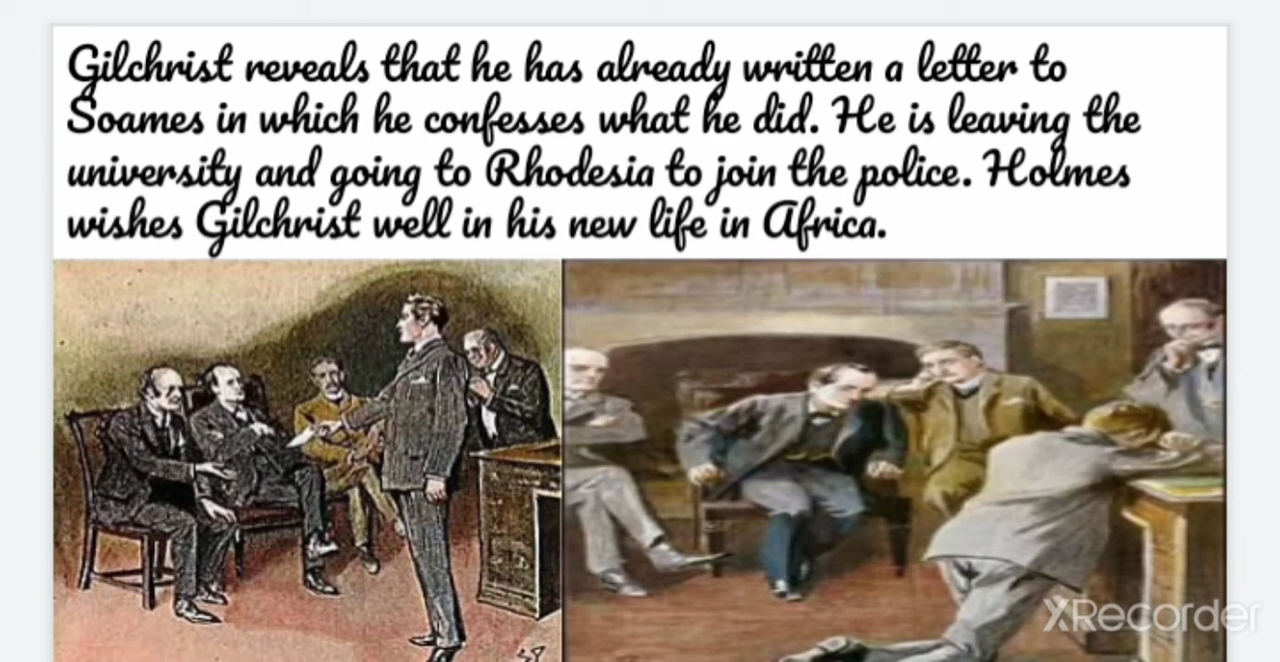 Gilchrist reveals that he has already written a letter to
Soames in which he confesses what he did. He is leaving the
university and going to Rhodesia to join the police. Holmes
wishes Gilchrist well in his new life in Africa.
SP
XRecorder